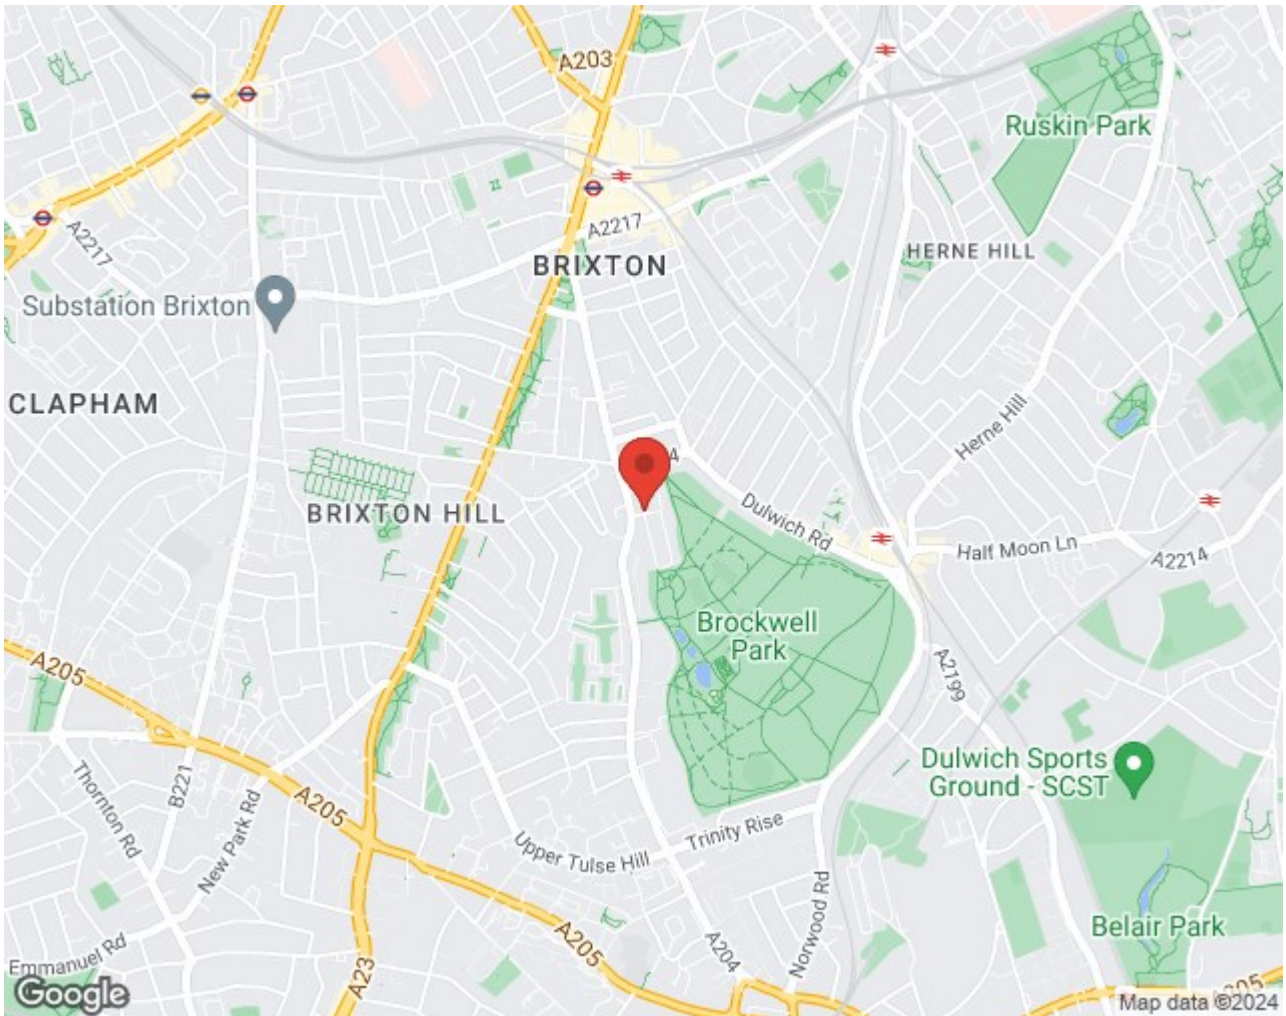 A203
Ruskin Park
A2217
A2217
HERNE HILL
BRIXTON
Substation Brixton
CLAPHAM
Herne Hill
4
BRIXTON HILL
Dulwich Rd
Half Moon Ln
A2214
Brockwell
Park
A205
A2199
Dulwich Sports
Ground - SCST
B221
Thornton Rd
New Park Rd
A205
Trinity Rise
Upper Tulse Hill
Norwood Rd
Belair Park
A205
A204
Emmanuel Rd
A23
A205
Google
Map data ©2024